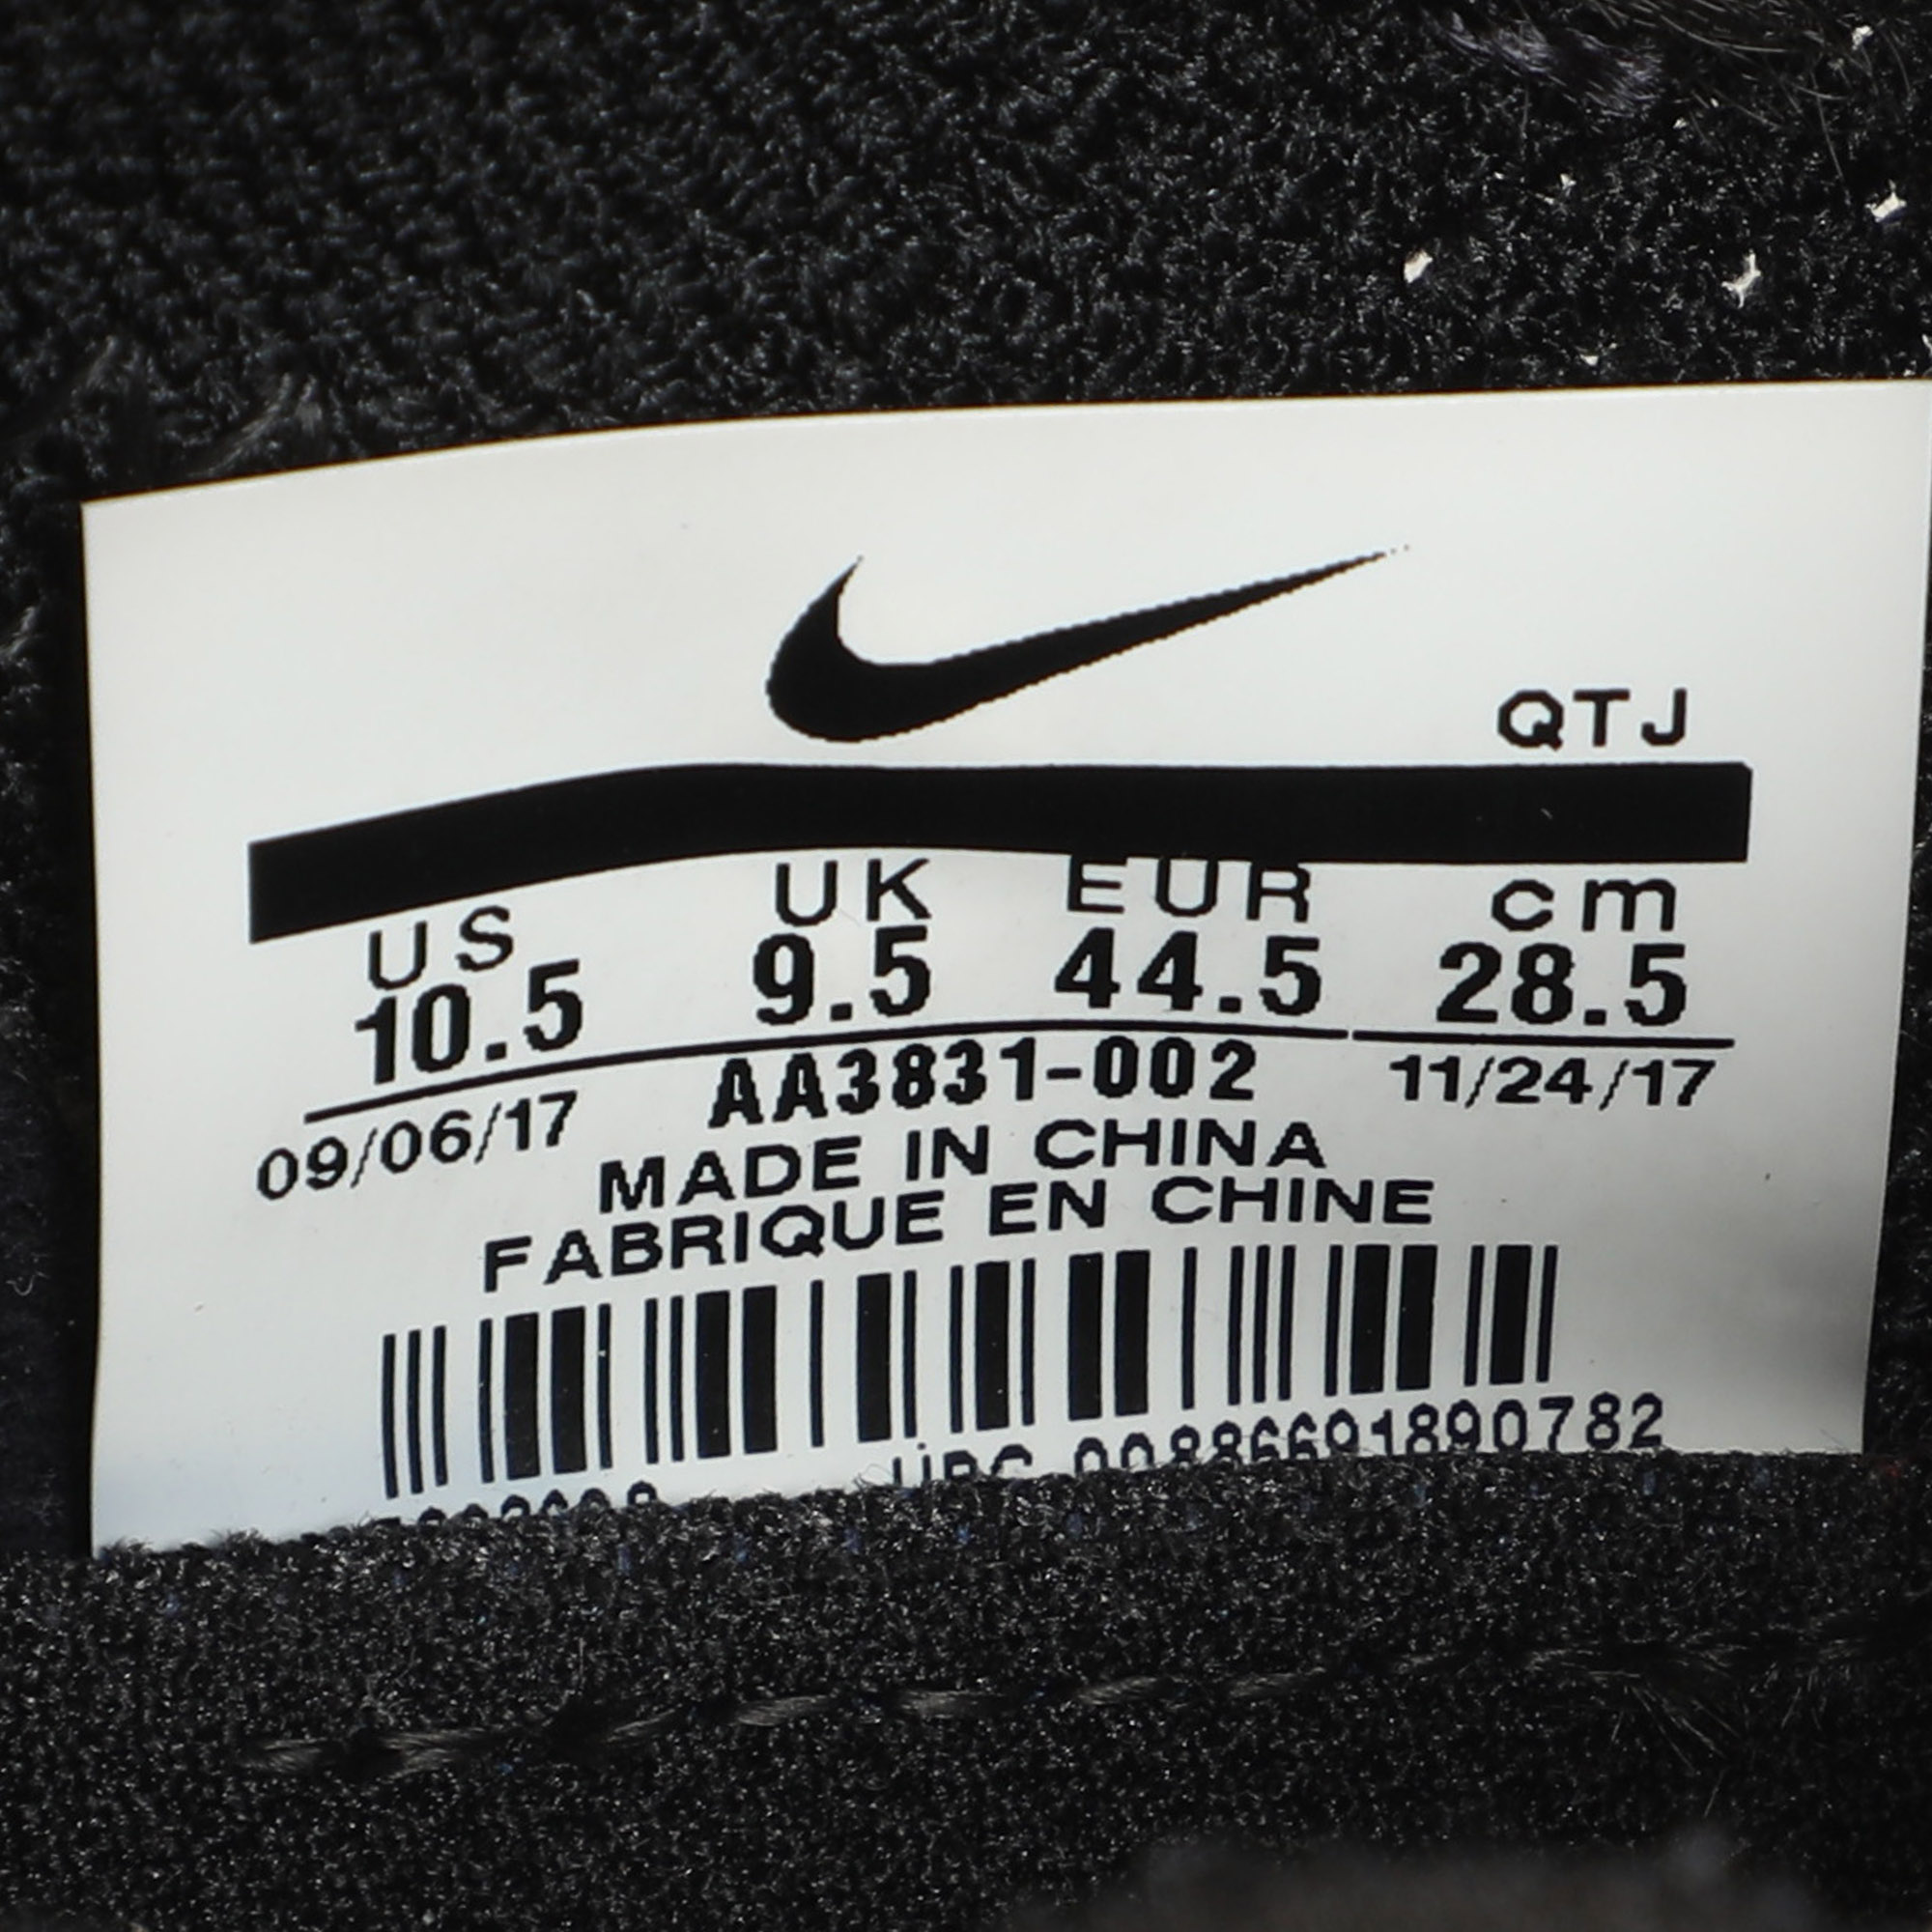 QTJ
US UK EUR cm
10.5 9.5 44.5 28.5
09/06/17 AA3831-002 11/24/17
MADE IN CHINA
FABRIQUE EN CHINE
UPC 00886691890782